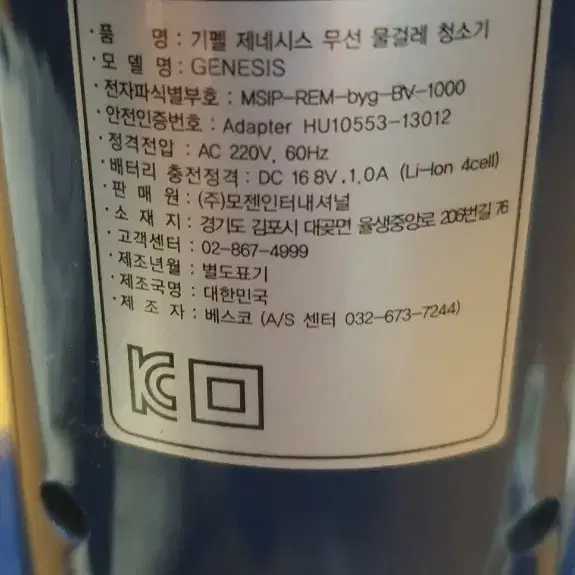 ·품 명 : 기펠 제네시스 무선 물걸레 청소기
·모 델 명 : GENESIS
·전자파식별부호 : MSIP-REM-byg-BV-1000
·안전인증번호 : Adapter HU10553-13012
·정격전압 : AC 220V, 60Hz
·배터리 충전정격 : DC 16.8V, 1.0A (Li-Ion 4cell)
·판 매 원 : (주)모젠인터내셔널
·소 재 지 : 경기도 김포시 대곶면 율생중앙로 206번길 76
·고객센터 : 02-867-4999
·제조년월 : 별도표기
·제조국명 : 대한민국
·제 조 자 : 베스코 (A/S 센터 032-673-7244)
KC